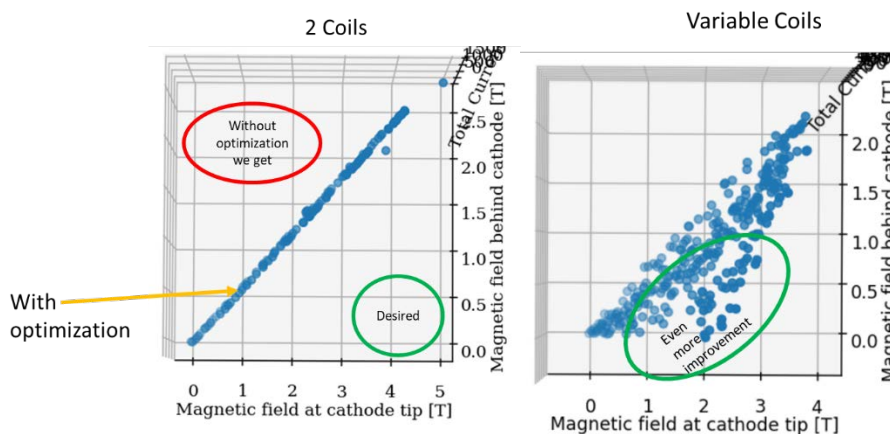 2 Coils
Variable Coils
Total Curre
Without
optimization
we get
With
optimization
Desired
2.5
2.0
1.5
1.0
0.5
0.0
Magnetic field behind cathode [T]
0
1
2
3
4
5
Magnetic field at cathode tip [T]
Total Curr
Even
more
improvement
2.0
1.5
1.0
0.5
0.0
Magnetic field behind cathode [T]
0
1
2
3
4
Magnetic field at cathode tip [T]